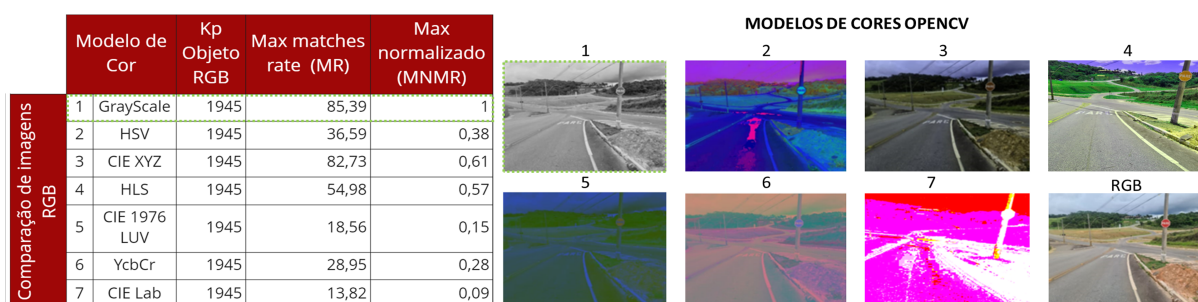 Modelo de Cor
Kp Objeto RGB
Max matches rate (MR)
Max normalizado (MNMR)
Comparação de imagens RGB
1 GrayScale 1945 85,39 1
2 HSV 1945 36,59 0,38
3 CIE XYZ 1945 82,73 0,61
4 HLS 1945 54,98 0,57
5 CIE 1976 LUV 1945 18,56 0,15
6 YcbCr 1945 28,95 0,28
7 CIE Lab 1945 13,82 0,09
MODELOS DE CORES OPENCV
1 2 3 4
5 6 7 RGB